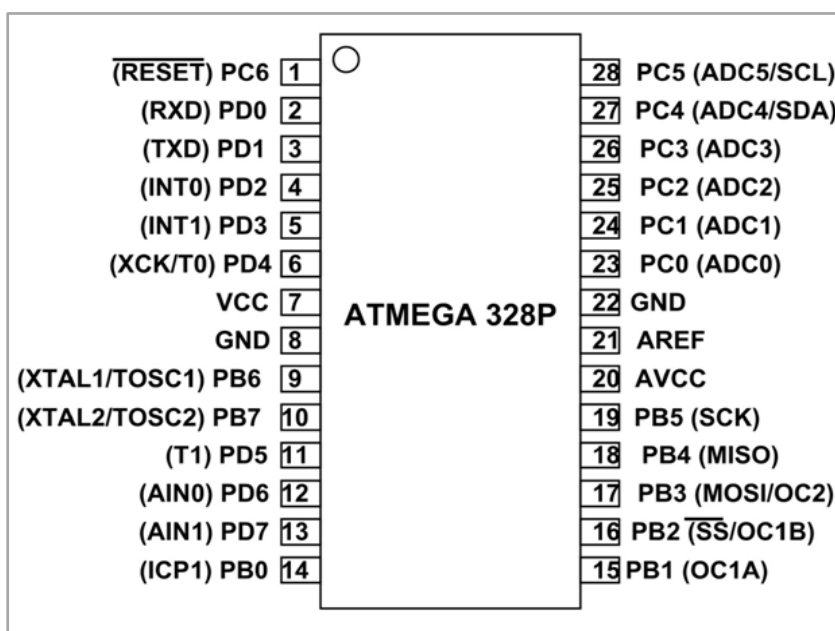 (RESET) PC6 1
(RXD) PD0 2
(TXD) PD1 3
(INT0) PD2 4
(INT1) PD3 5
(XCK/T0) PD4 6
VCC 7
GND 8
(XTAL1/TOSC1) PB6 9
(XTAL2/TOSC2) PB7 10
(T1) PD5 11
(AIN0) PD6 12
(AIN1) PD7 13
(ICP1) PB0 14
ATMEGA 328P
28 PC5 (ADC5/SCL)
27 PC4 (ADC4/SDA)
26 PC3 (ADC3)
25 PC2 (ADC2)
24 PC1 (ADC1)
23 PC0 (ADC0)
22 GND
21 AREF
20 AVCC
19 PB5 (SCK)
18 PB4 (MISO)
17 PB3 (MOSI/OC2)
16 PB2 (SS/OC1B)
15 PB1 (OC1A)